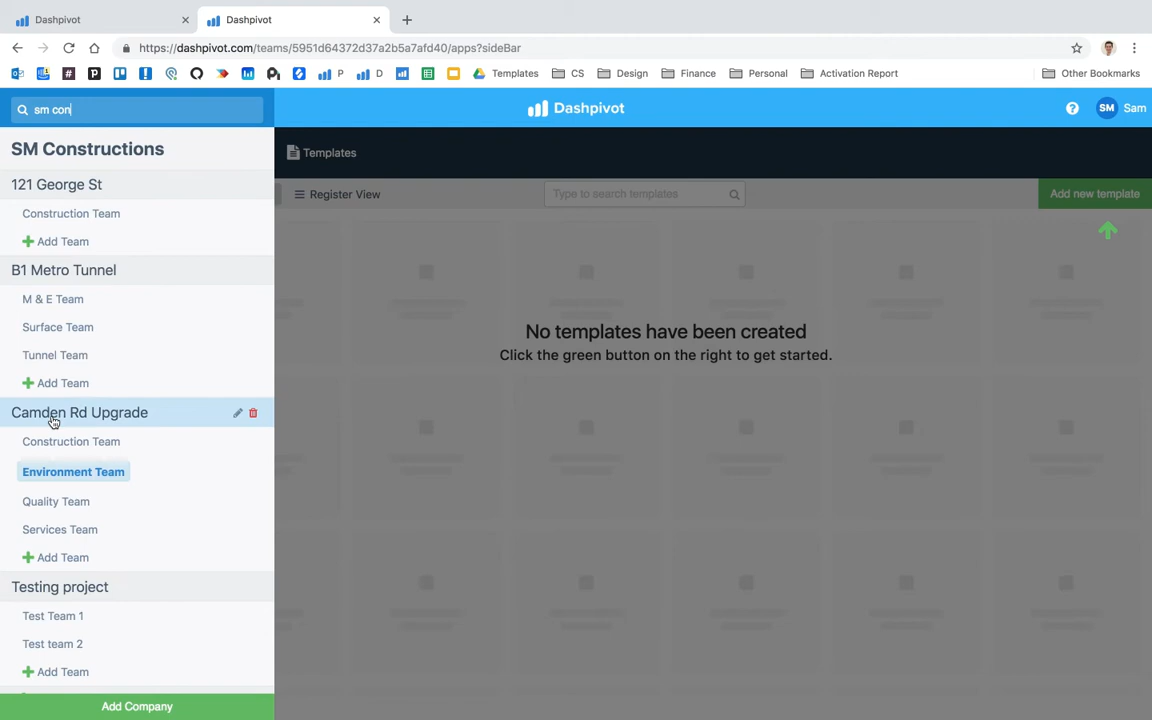 Dashpivot
Dashpivot
https://dashpivot.com/teams/5951d64372d37a2b5a7afd40/apps?sideBar
P D Templates CS Design Finance Personal Activation Report Other Bookmarks
sm con
Dashpivot
? SM Sam
SM Constructions
Templates
121 George St
Register View
Type to search templates
Add new template
Construction Team
Add Team
B1 Metro Tunnel
M & E Team
Surface Team
Tunnel Team
Add Team
No templates have been created
Click the green button on the right to get started.
Camden Rd Upgrade
Construction Team
Environment Team
Quality Team
Services Team
Add Team
Testing project
Test Team 1
Test team 2
Add Team
Add Company